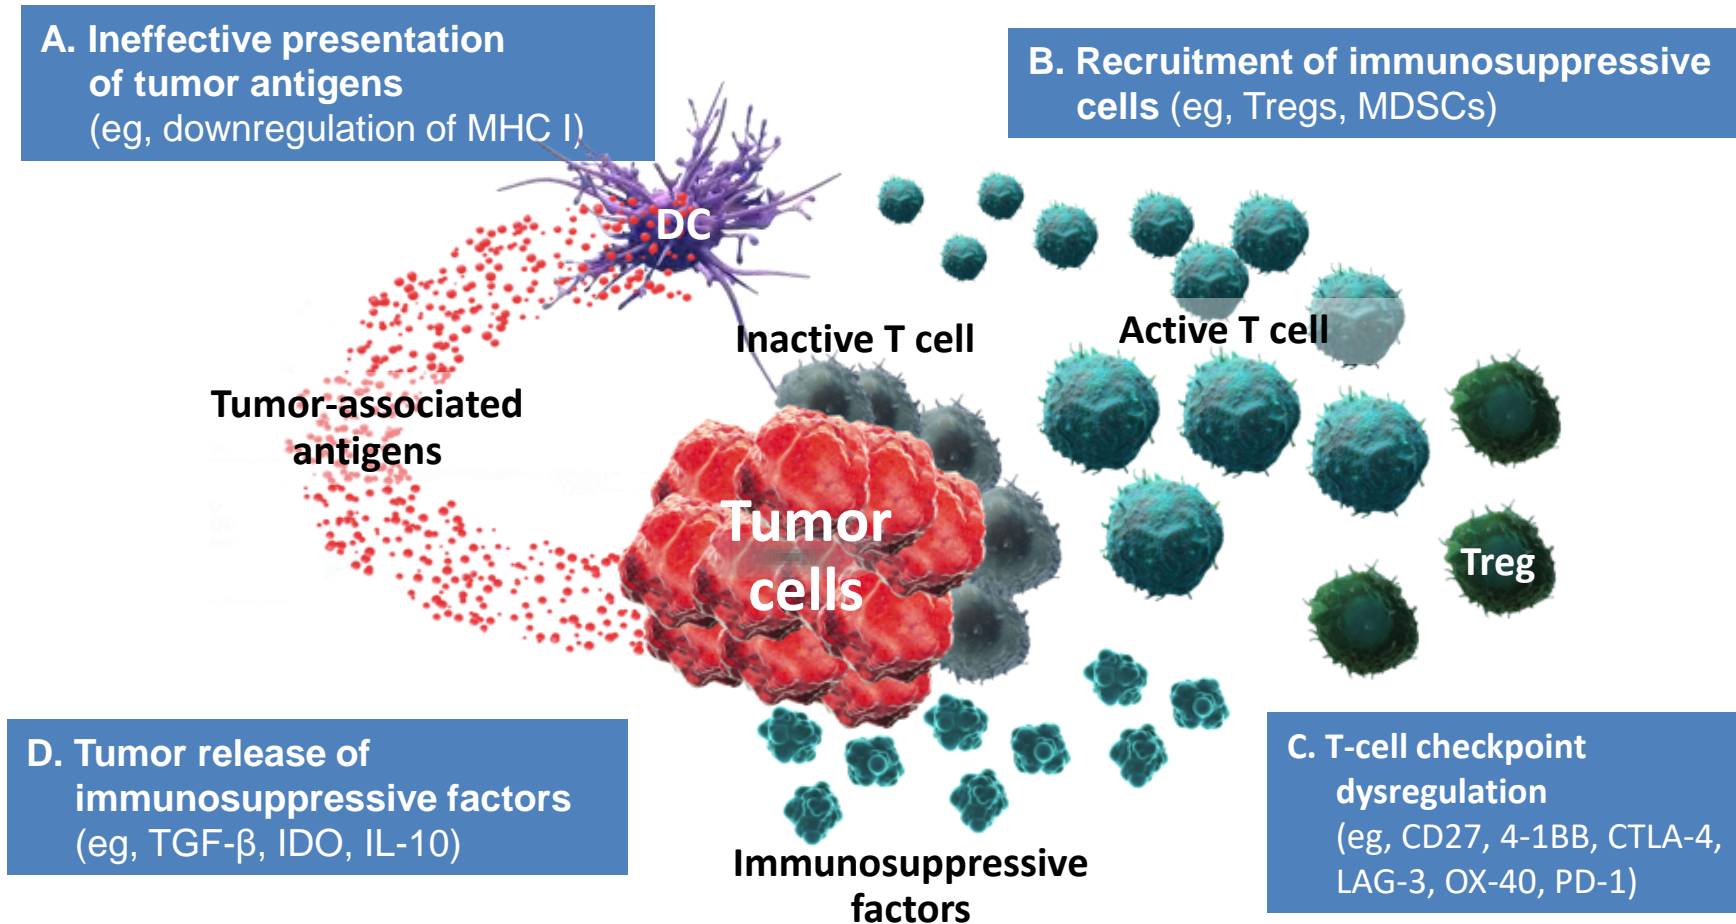 A. Ineffective presentation
of tumor antigens
(eg, downregulation of MHC I)
B. Recruitment of immunosuppressive
cells (eg, Tregs, MDSCs)
DC
Inactive T cell
Active T cell
Tumor-associated
antigens
Tumor
cells
Treg
D. Tumor release of
immunosuppressive factors
(eg, TGF-β, IDO, IL-10)
C. T-cell checkpoint
dysregulation
(eg, CD27, 4-1BB, CTLA-4,
LAG-3, OX-40, PD-1)
Immunosuppressive
factors